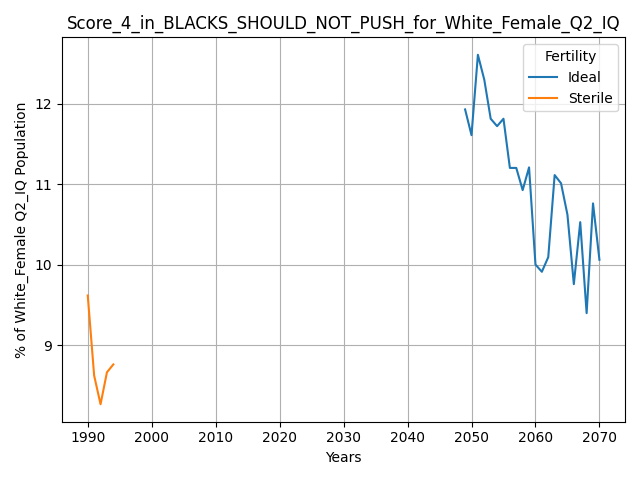 Score_4_in_BLACKS_SHOULD_NOT_PUSH_for_White_Female_Q2_IQ
Fertility
Ideal
Sterile
% of White_Female Q2_IQ Population
12
11
10
9
1990 2000 2010 2020 2030 2040 2050 2060 2070
Years